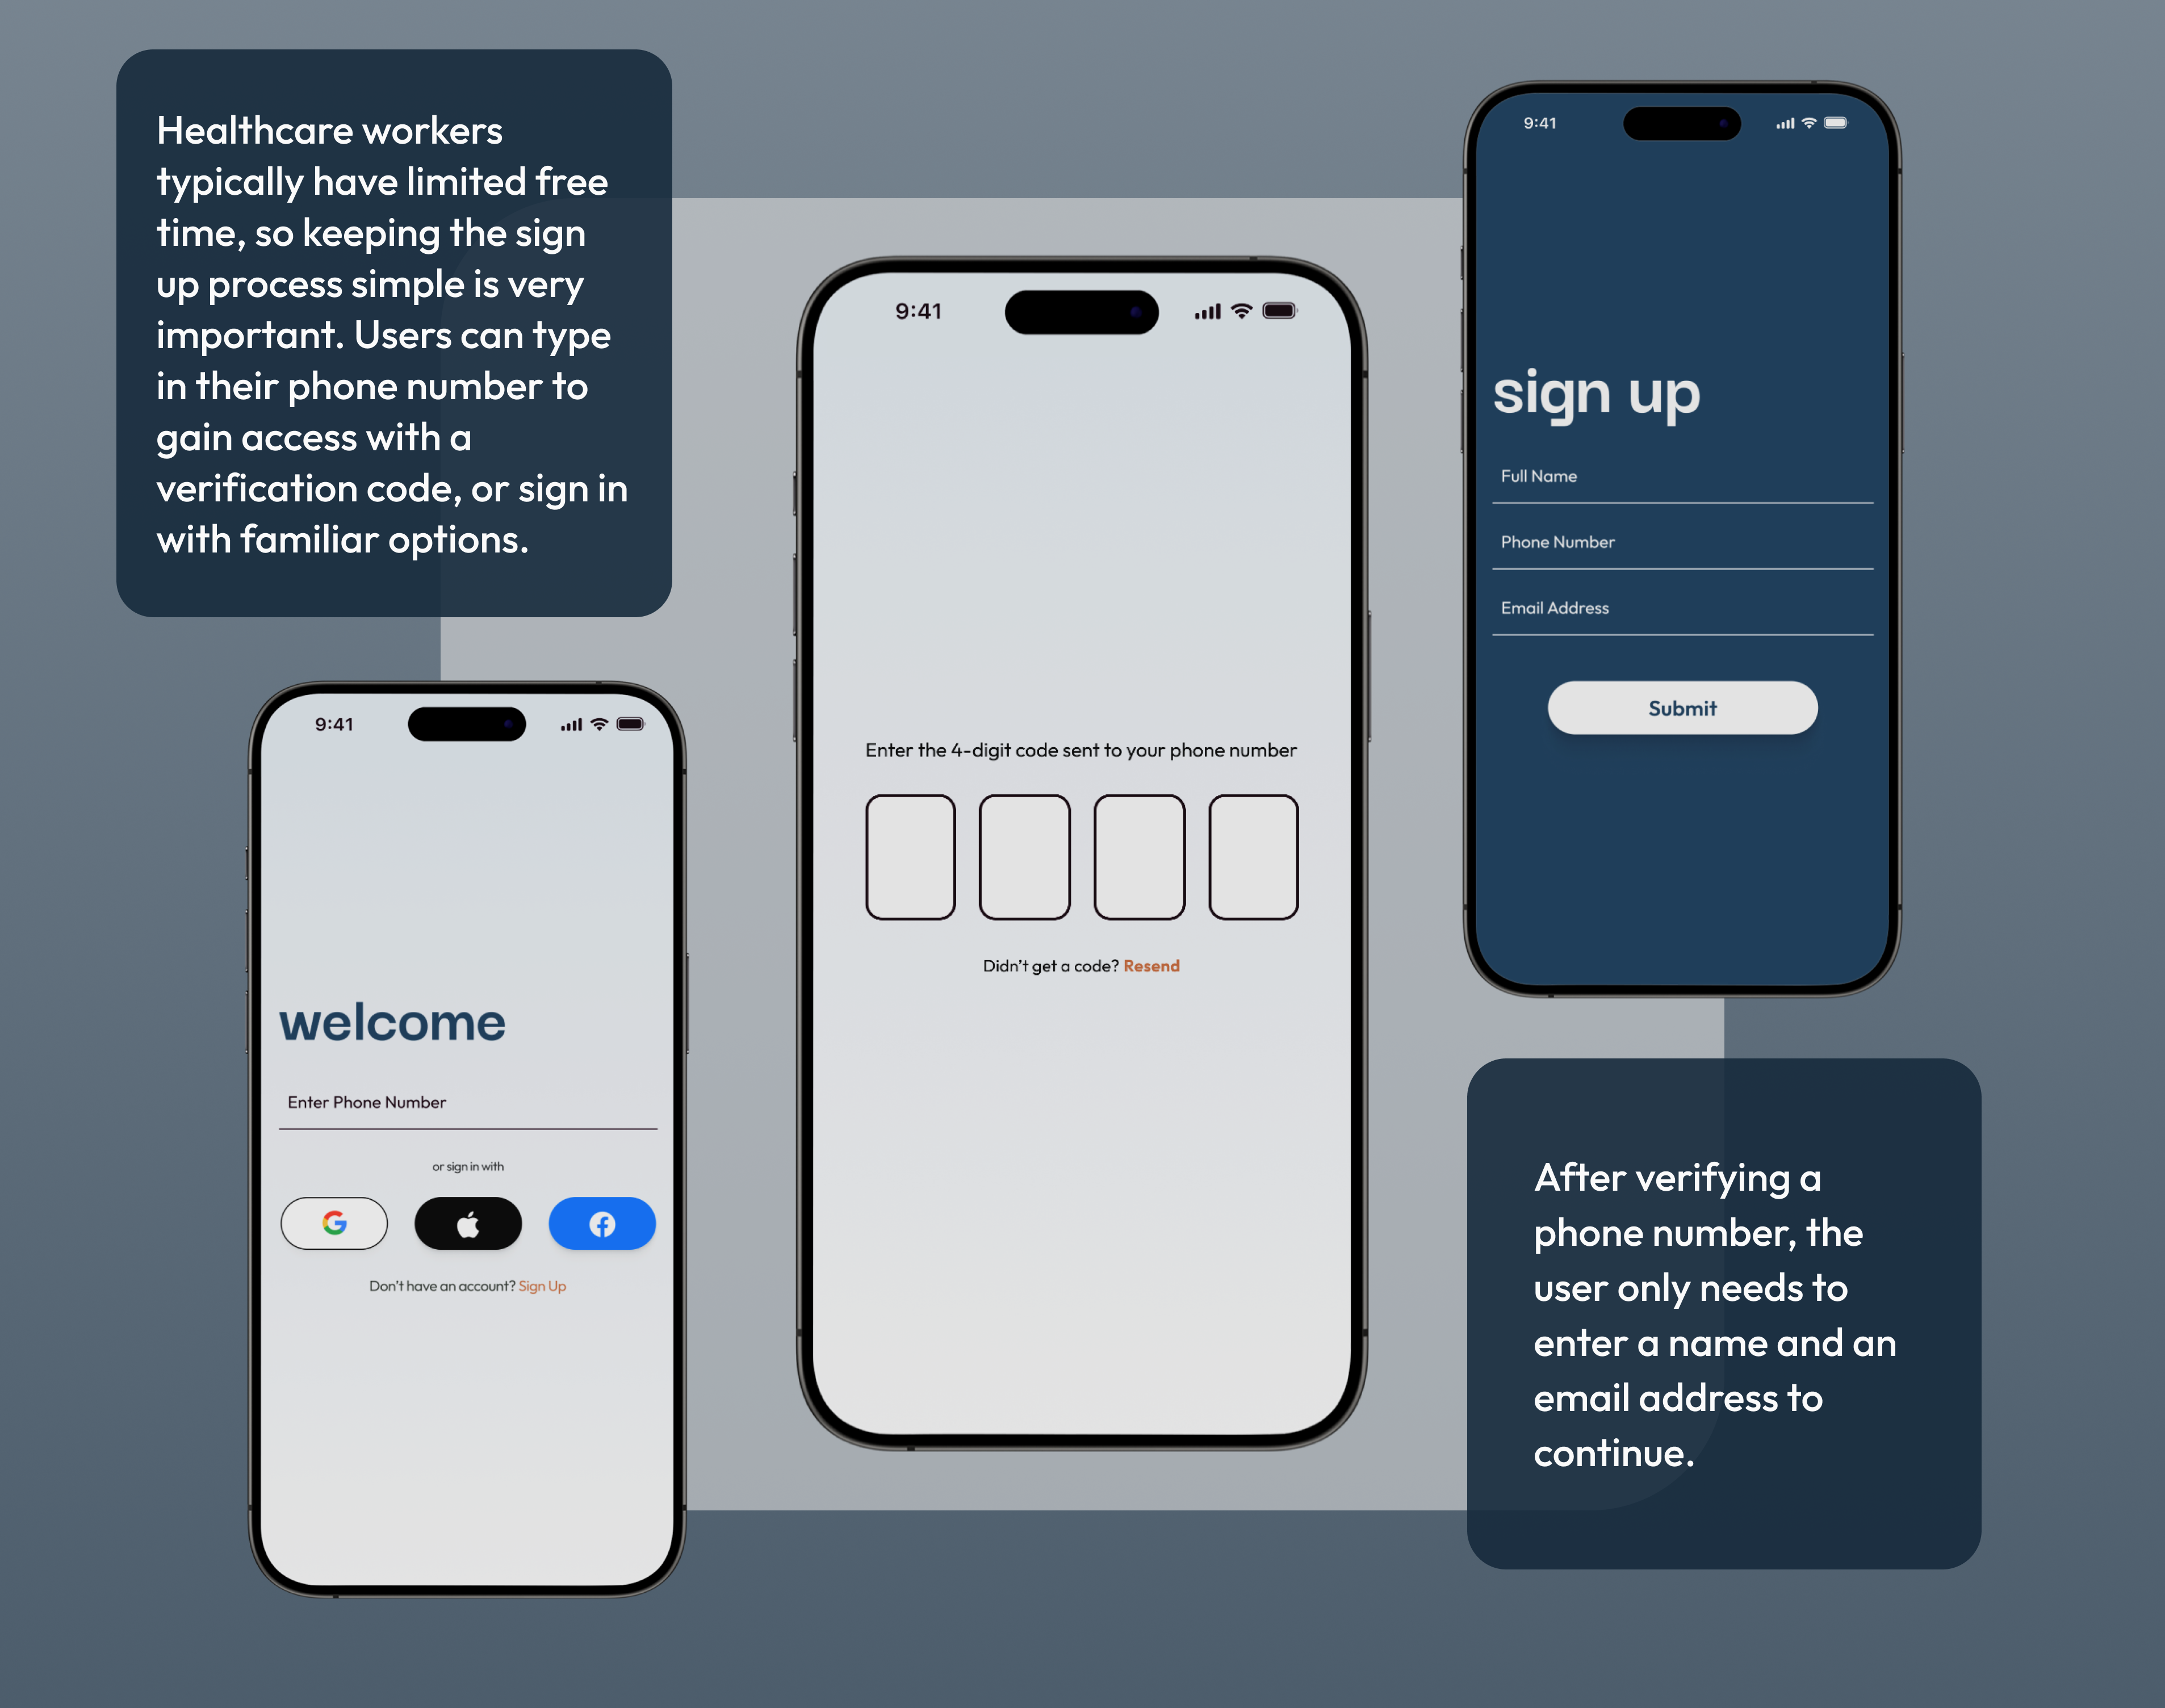 Healthcare workers
typically have limited free
time, so keeping the sign
up process simple is very
important. Users can type
in their phone number to
gain access with a
verification code, or sign in
with familiar options.
9:41
welcome
Enter Phone Number
or sign in with
Don't have an account? Sign Up
9:41
Enter the 4-digit code sent to your phone number
Didn't get a code? Resend
9:41
sign up
Full Name
Phone Number
Email Address
Submit
After verifying a
phone number, the
user only needs to
enter a name and an
email address to
continue.